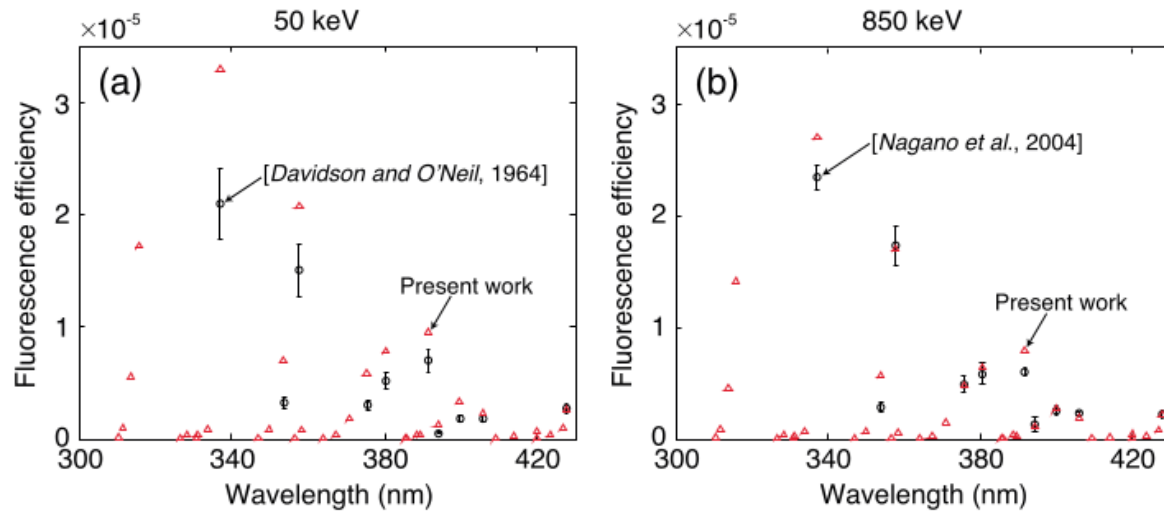 ×10⁻⁵
50 keV
(a)
3
2
1
0
[Davidson and O'Neil, 1964]
Present work
Fluorescence efficiency
300
340
380
420
Wavelength (nm)
×10⁻⁵
850 keV
(b)
3
2
1
0
[Nagano et al., 2004]
Present work
Fluorescence efficiency
300
340
380
420
Wavelength (nm)